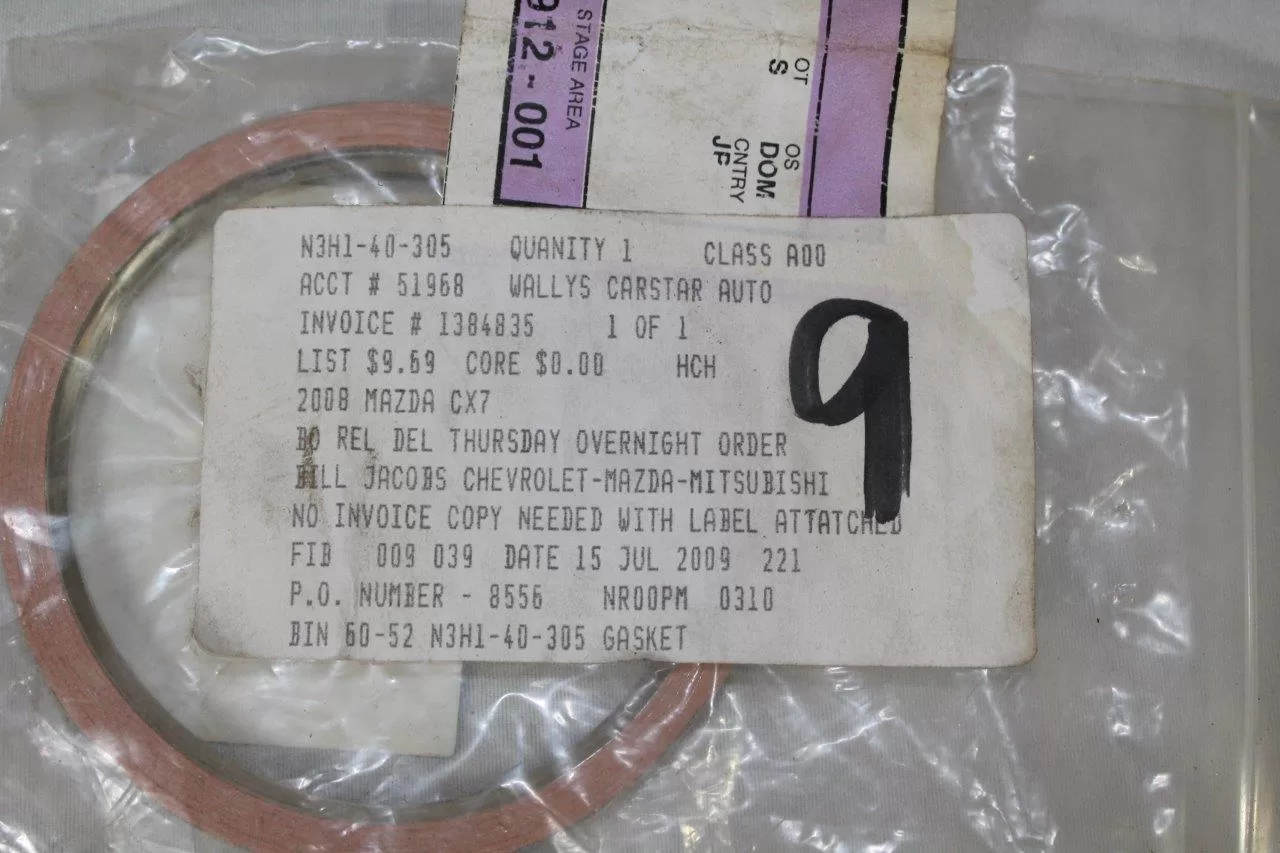 912-001
STAGE AREA
OT
S
OS
DOM
CNTRY
JP
N3H1-40-305 QUANITY 1 CLASS A00
ACCT # 51968 WALLYS CARSTAR AUTO
INVOICE # 1384835 1 OF 1
LIST $9.69 CORE $0.00 HCH
2008 MAZDA CX7
BO REL DEL THURSDAY OVERNIGHT ORDER
BILL JACOBS CHEVROLET-MAZDA-MITSUBISHI
NO INVOICE COPY NEEDED WITH LABEL ATTATCHED
FIB 009 039 DATE 15 JUL 2009 221
P.O. NUMBER - 8556 NR00PM 0310
BIN 60-52 N3H1-40-305 GASKET
9